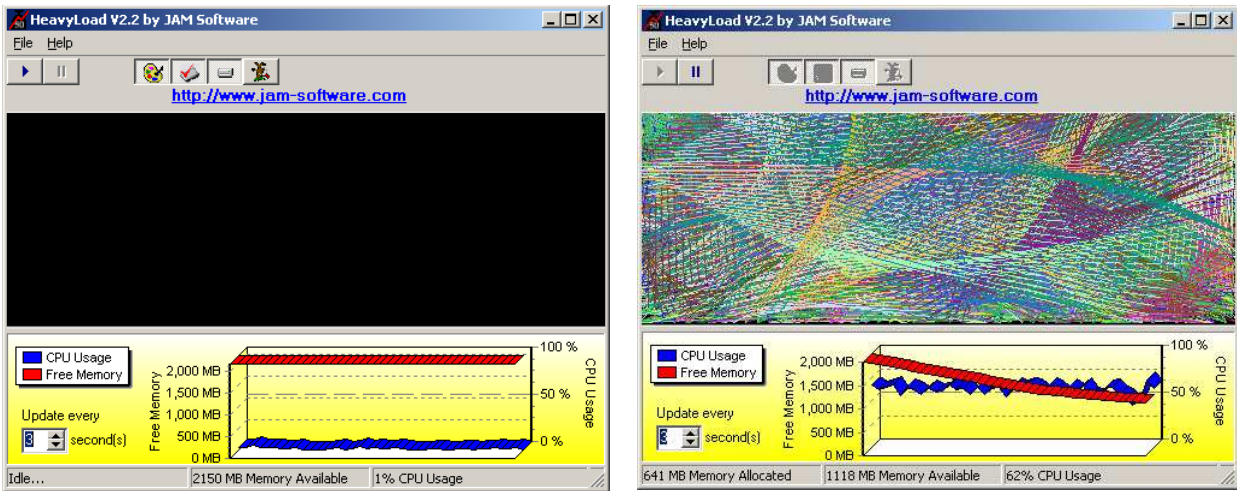 HeavyLoad V2.2 by JAM Software
File Help
http://www.jam-software.com
CPU Usage
Free Memory
Update every
3 second(s)
Free Memory
2,000 MB
1,500 MB
1,000 MB
500 MB
0 MB
100 %
50 %
0 %
CPU Usage
Idle... 2150 MB Memory Available 1% CPU Usage
HeavyLoad V2.2 by JAM Software
File Help
http://www.jam-software.com
CPU Usage
Free Memory
Update every
3 second(s)
Free Memory
2,000 MB
1,500 MB
1,000 MB
500 MB
0 MB
100 %
50 %
0 %
CPU Usage
641 MB Memory Allocated 1118 MB Memory Available 62% CPU Usage